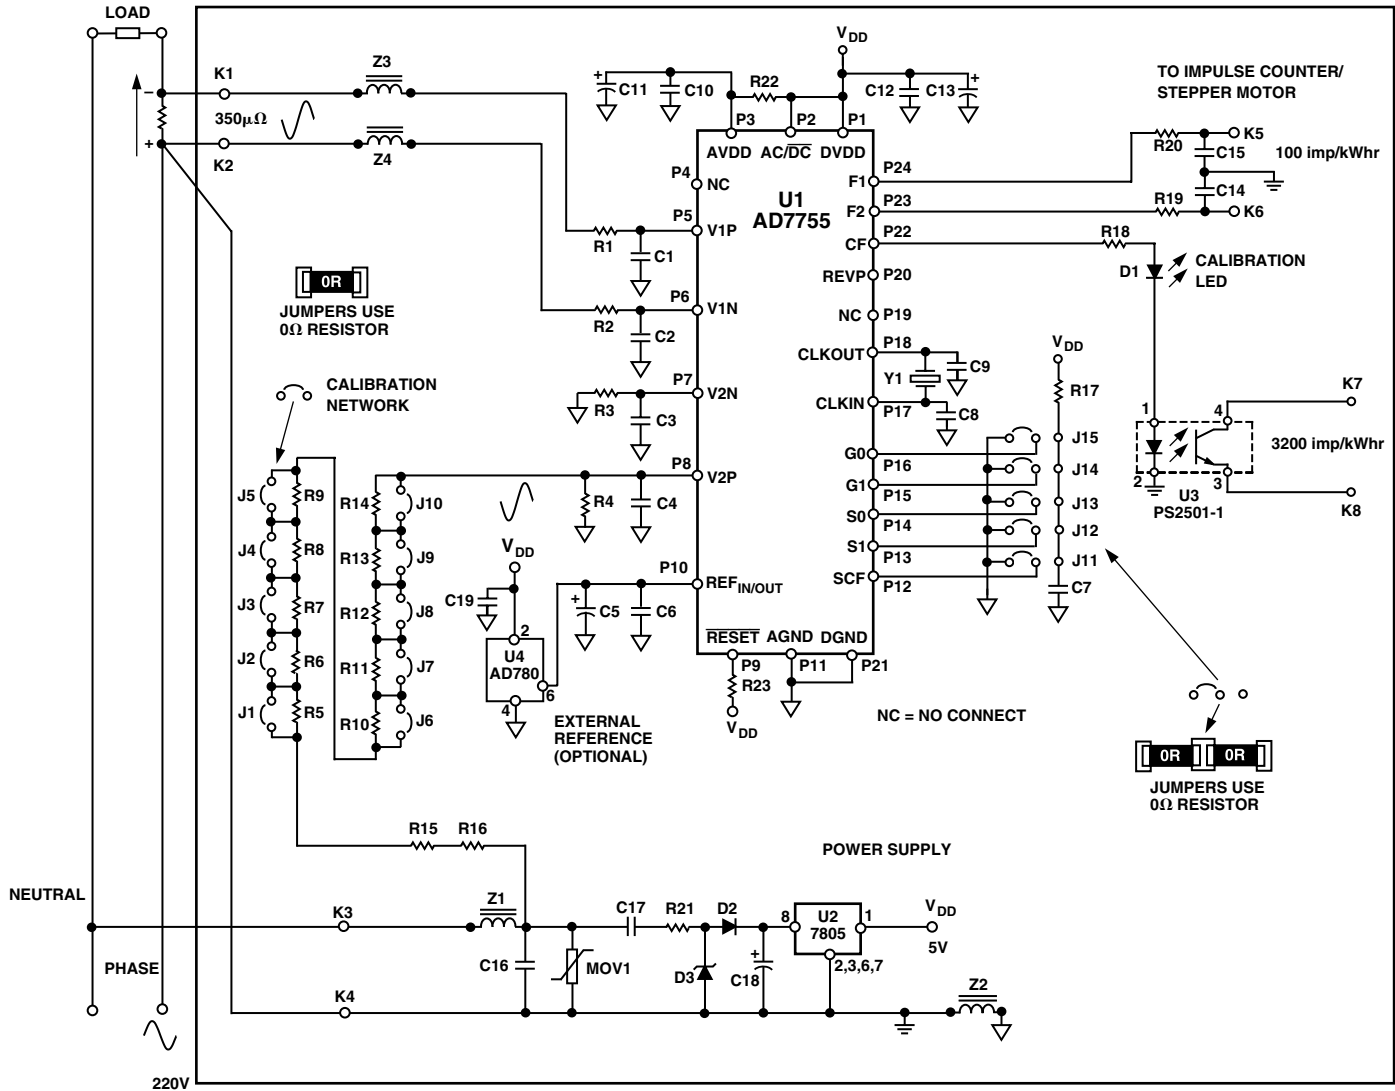 LOAD
K1
Z3
350µΩ
K2
Z4
–
+
+
C11
C10
R22
V_DD
C12
C13
+
TO IMPULSE COUNTER/
STEPPER MOTOR
P3
P2
P1
AVDD
AC/DC
DVDD
U1
AD7755
P4
NC
P5
V1P
R1
C1
P6
V1N
R2
C2
P7
V2N
R3
C3
P8
V2P
R4
C4
P10
REF_IN/OUT
+
C5
C6
P24
F1
P23
F2
P22
CF
REVP
P20
NC
P19
P18
CLKOUT
Y1
C9
CLKIN
P17
C8
G0
P16
G1
P15
S0
P14
S1
P13
SCF
P12
RESET
AGND
DGND
P9
P11
P21
R23
V_DD
R20
K5
C15
100 imp/kWhr
C14
R19
K6
R18
D1
CALIBRATION
LED
V_DD
R17
J15
J14
J13
J12
J11
C7
K7
1
4
3200 imp/kWhr
2
3
U3
PS2501-1
K8
0R
JUMPERS USE
0Ω RESISTOR
CALIBRATION
NETWORK
J5
R9
J4
R8
J3
R7
J2
R6
J1
R5
R14
J10
R13
J9
R12
J8
R11
J7
R10
J6
V_DD
C19
2
U4
AD780
6
4
EXTERNAL
REFERENCE
(OPTIONAL)
NC = NO CONNECT
0R
0R
JUMPERS USE
0Ω RESISTOR
R15
R16
POWER SUPPLY
NEUTRAL
K3
Z1
C17
R21
D2
8
U2
7805
1
V_DD
5V
2,3,6,7
PHASE
C16
MOV1
D3
+
C18
K4
Z2
220V